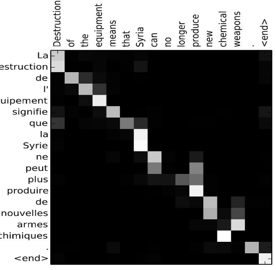 Destruction of the equipment means that Syria can no longer produce new chemical weapons . <end>
La
estruction
de
l'
uipement
signifie
que
la
Syrie
ne
peut
plus
produire
de
nouvelles
armes
chimiques
.
<end>